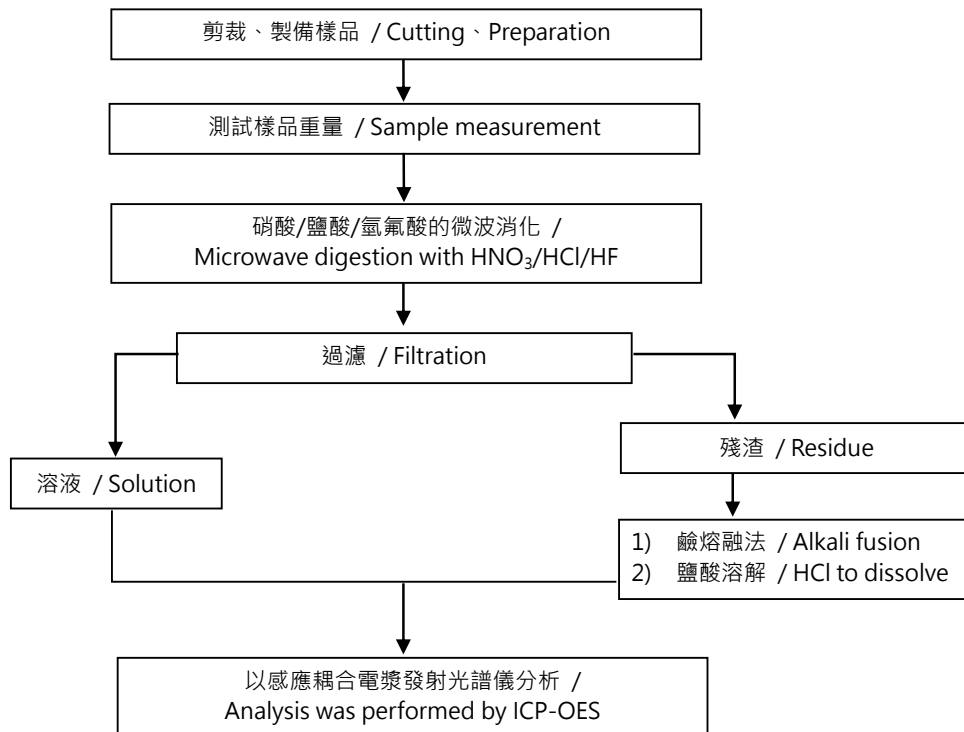 剪裁、製備樣品 / Cutting、Preparation
測試樣品重量 / Sample measurement
硝酸/鹽酸/氫氟酸的微波消化 /
Microwave digestion with HNO₃/HCl/HF
過濾 / Filtration
溶液 / Solution
殘渣 / Residue
1) 鹼熔融法 / Alkali fusion
2) 鹽酸溶解 / HCl to dissolve
以感應耦合電漿發射光譜儀分析 /
Analysis was performed by ICP-OES